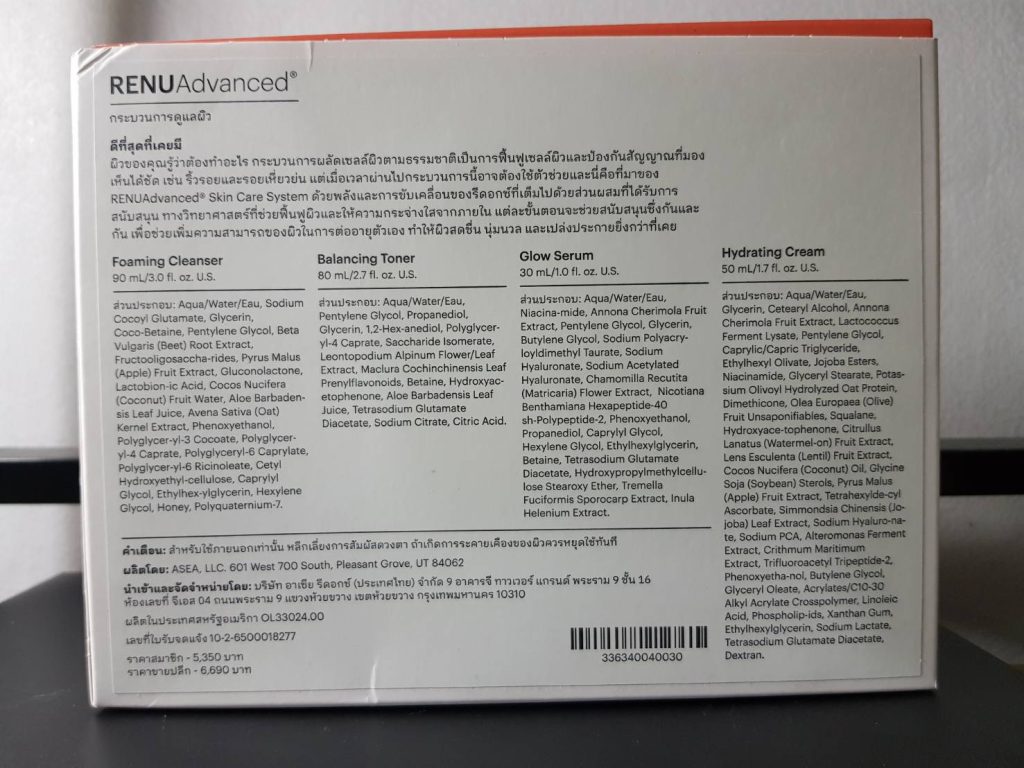 RENUAdvanced®
กระบวนการดูแลผิว
ดีที่สุดที่เคยมี
ผิวของคุณรู้ว่าต้องทำอะไร กระบวนการผลัดเซลล์ผิวตามธรรมชาติเป็นการฟื้นฟูเซลล์ผิวและป้องกันสัญญาณที่มอง
เห็นได้ชัด เช่น ริ้วรอยและรอยเหี่ยวย่น แต่เมื่อเวลาผ่านไปกระบวนการนี้อาจต้องใช้ตัวช่วยและนี่คือที่มาของ
RENUAdvanced® Skin Care System ด้วยพลังและการขับเคลื่อนของรีดอกซ์ที่เต็มไปด้วยส่วนผสมที่ได้รับการ
สนับสนุน ทางวิทยาศาสตร์ที่ช่วยฟื้นฟูผิวและให้ความกระจ่างใสจากภายใน แต่ละขั้นตอนจะช่วยสนับสนุนซึ่งกันและ
กัน เพื่อช่วยเพิ่มความสามารถของผิวในการต่ออายุตัวเอง ทำให้ผิวสดชื่น นุ่มนวล และเปล่งประกายยิ่งกว่าที่เคย
Foaming Cleanser
90 mL/3.0 fl. oz. U.S.
ส่วนประกอบ: Aqua/Water/Eau, Sodium
Cocoyl Glutamate, Glycerin,
Coco-Betaine, Pentylene Glycol, Beta
Vulgaris (Beet) Root Extract,
Fructooligosaccha-rides, Pyrus Malus
(Apple) Fruit Extract, Gluconolactone,
Lactobion-ic Acid, Cocos Nucifera
(Coconut) Fruit Water, Aloe Barbaden-
sis Leaf Juice, Avena Sativa (Oat)
Kernel Extract, Phenoxyethanol,
Polyglycer-yl-3 Cocoate, Polyglycer-
yl-4 Caprate, Polyglyceryl-6 Caprylate,
Polyglycer-yl-6 Ricinoleate, Cetyl
Hydroxyethyl-cellulose, Caprylyl
Glycol, Ethylhex-ylglycerin, Hexylene
Glycol, Honey, Polyquaternium-7.
Balancing Toner
80 mL/2.7 fl. oz. U.S.
ส่วนประกอบ: Aqua/Water/Eau,
Pentylene Glycol, Propanediol,
Glycerin, 1,2-Hex-anediol, Polyglycer-
yl-4 Caprate, Saccharide Isomerate,
Leontopodium Alpinum Flower/Leaf
Extract, Maclura Cochinchinensis Leaf
Prenylflavonoids, Betaine, Hydroxyac-
etophenone, Aloe Barbadensis Leaf
Juice, Tetrasodium Glutamate
Diacetate, Sodium Citrate, Citric Acid.
Glow Serum
30 mL/1.0 fl. oz. U.S.
ส่วนประกอบ: Aqua/Water/Eau,
Niacina-mide, Annona Cherimola Fruit
Extract, Pentylene Glycol, Glycerin,
Butylene Glycol, Sodium Polyacry-
loyldimethyl Taurate, Sodium
Hyaluronate, Sodium Acetylated
Hyaluronate, Chamomilla Recutita
(Matricaria) Flower Extract, Nicotiana
Benthamiana Hexapeptide-40
sh-Polypeptide-2, Phenoxyethanol,
Propanediol, Caprylyl Glycol,
Hexylene Glycol, Ethylhexylglycerin,
Betaine, Tetrasodium Glutamate
Diacetate, Hydroxypropylmethylcellu-
lose Stearoxy Ether, Tremella
Fuciformis Sporocarp Extract, Inula
Helenium Extract.
Hydrating Cream
50 mL/1.7 fl. oz. U.S.
ส่วนประกอบ: Aqua/Water/Eau,
Glycerin, Cetearyl Alcohol, Annona
Cherimola Fruit Extract, Lactococcus
Ferment Lysate, Pentylene Glycol,
Caprylic/Capric Triglyceride,
Ethylhexyl Olivate, Jojoba Esters,
Niacinamide, Glyceryl Stearate, Potas-
sium Olivoyl Hydrolyzed Oat Protein,
Dimethicone, Olea Europaea (Olive)
Fruit Unsaponifiables, Squalane,
Hydroxyace-tophenone, Citrullus
Lanatus (Watermel-on) Fruit Extract,
Lens Esculenta (Lentil) Fruit Extract,
Cocos Nucifera (Coconut) Oil, Glycine
Soja (Soybean) Sterols, Pyrus Malus
(Apple) Fruit Extract, Tetrahexylde-cyl
Ascorbate, Simmondsia Chinensis (Jo-
joba) Leaf Extract, Sodium Hyaluro-na-
te, Sodium PCA, Alteromonas Ferment
Extract, Crithmum Maritimum
Extract, Trifluoroacetyl Tripeptide-2,
Phenoxyetha-nol, Butylene Glycol,
Glyceryl Oleate, Acrylates/C10-30
Alkyl Acrylate Crosspolymer, Linoleic
Acid, Phospholip-ids, Xanthan Gum,
Ethylhexylglycerin, Sodium Lactate,
Tetrasodium Glutamate Diacetate,
Dextran.
คำเตือน: สำหรับใช้ภายนอกเท่านั้น หลีกเลี่ยงการสัมผัสดวงตา ถ้าเกิดการระคายเคืองของผิวควรหยุดใช้ทันที
ผลิตโดย: ASEA, LLC. 601 West 700 South, Pleasant Grove, UT 84062
นำเข้าและจัดจำหน่ายโดย: บริษัท อาเซีย รีดอกซ์ (ประเทศไทย) จำกัด 9 อาคารจี ทาวเวอร์ แกรนด์ พระราม 9 ชั้น 16
ห้องเลขที่ จีเอส 04 ถนนพระราม 9 แขวงห้วยขวาง เขตห้วยขวาง กรุงเทพมหานคร 10310
ผลิตในประเทศสหรัฐอเมริกา OL33024.00
เลขที่ใบรับจดแจ้ง 10-2-6500018277
ราคาสมาชิก - 5,350 บาท
ราคาขายปลีก - 6,690 บาท
336340040030